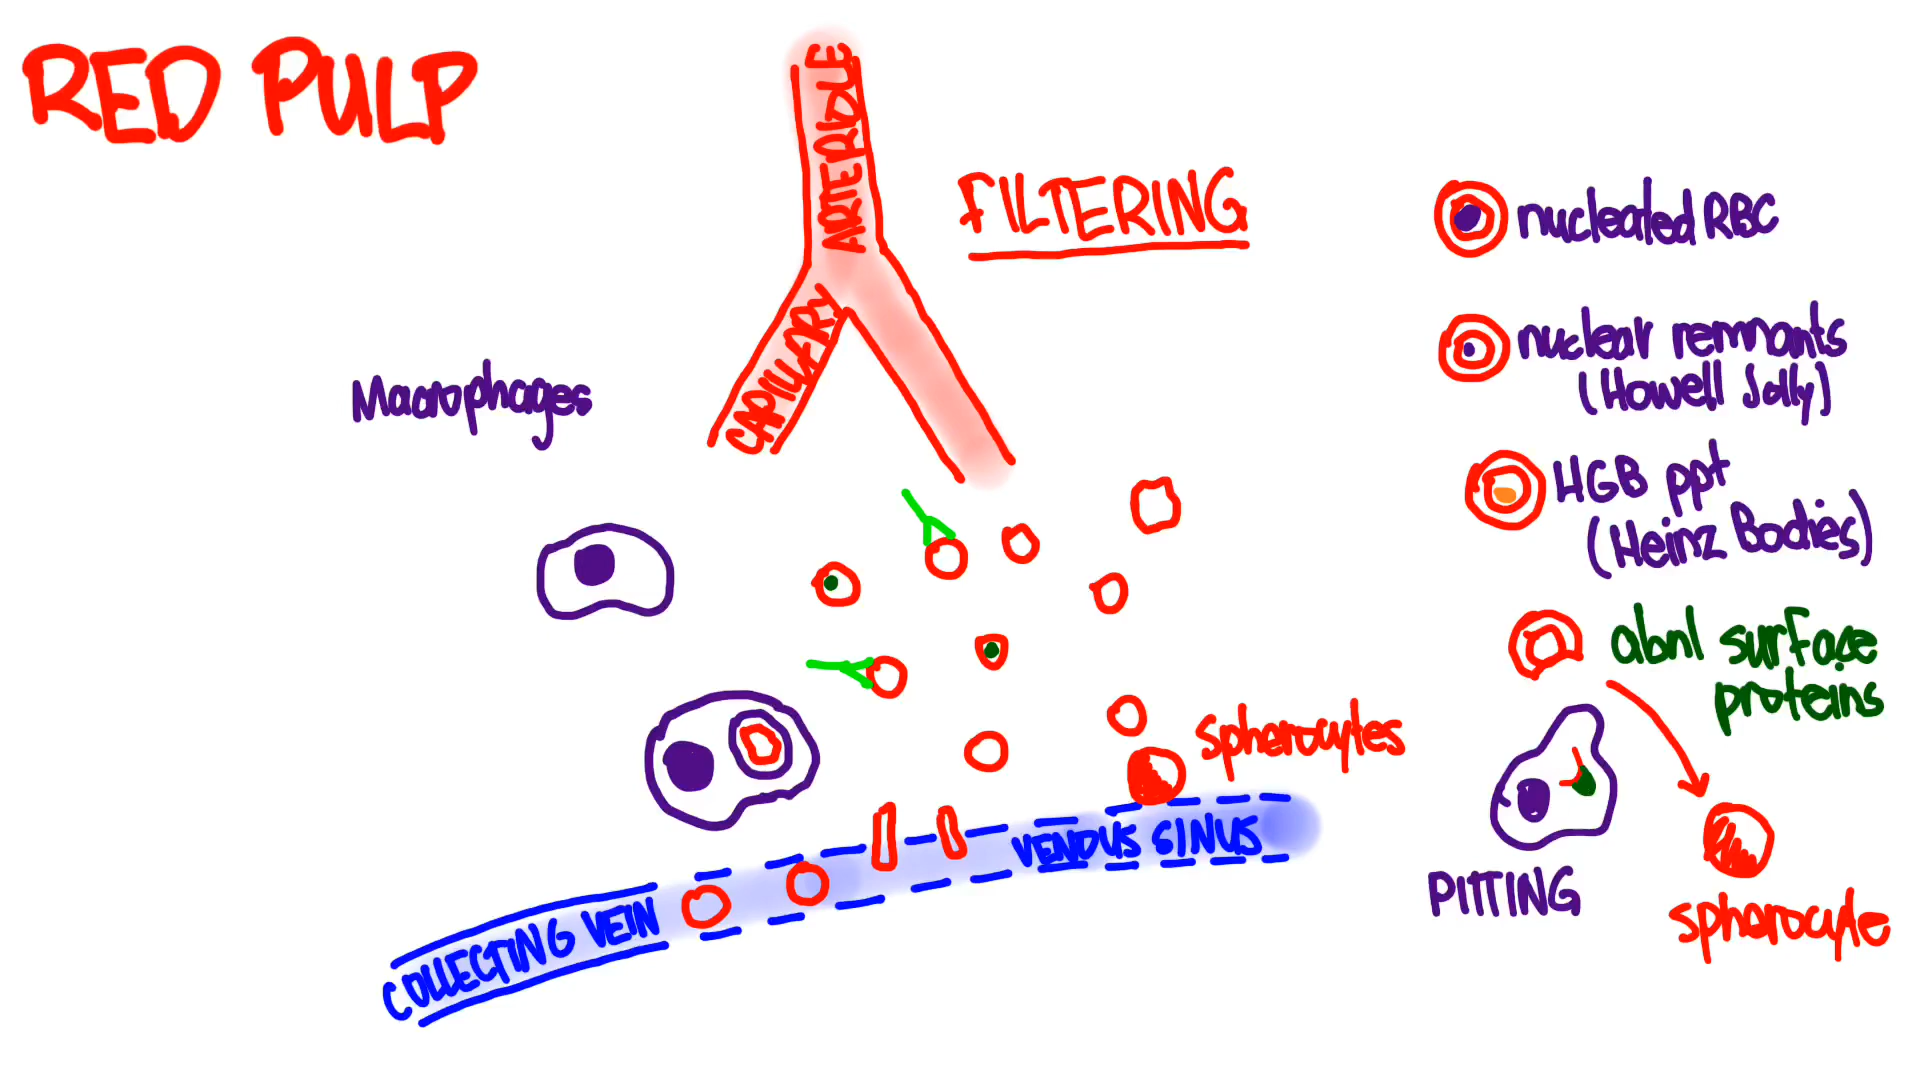 RED PULP
ARTERIOLE
CAPILLARY
FILTERING
Macrophages
nucleated RBC
nuclear remnants
(Howell Jolly)
HGB ppt
(Heinz Bodies)
abnl surface
proteins
spherocytes
VENOUS SINUS
COLLECTING VEIN
PITTING
spherocyte